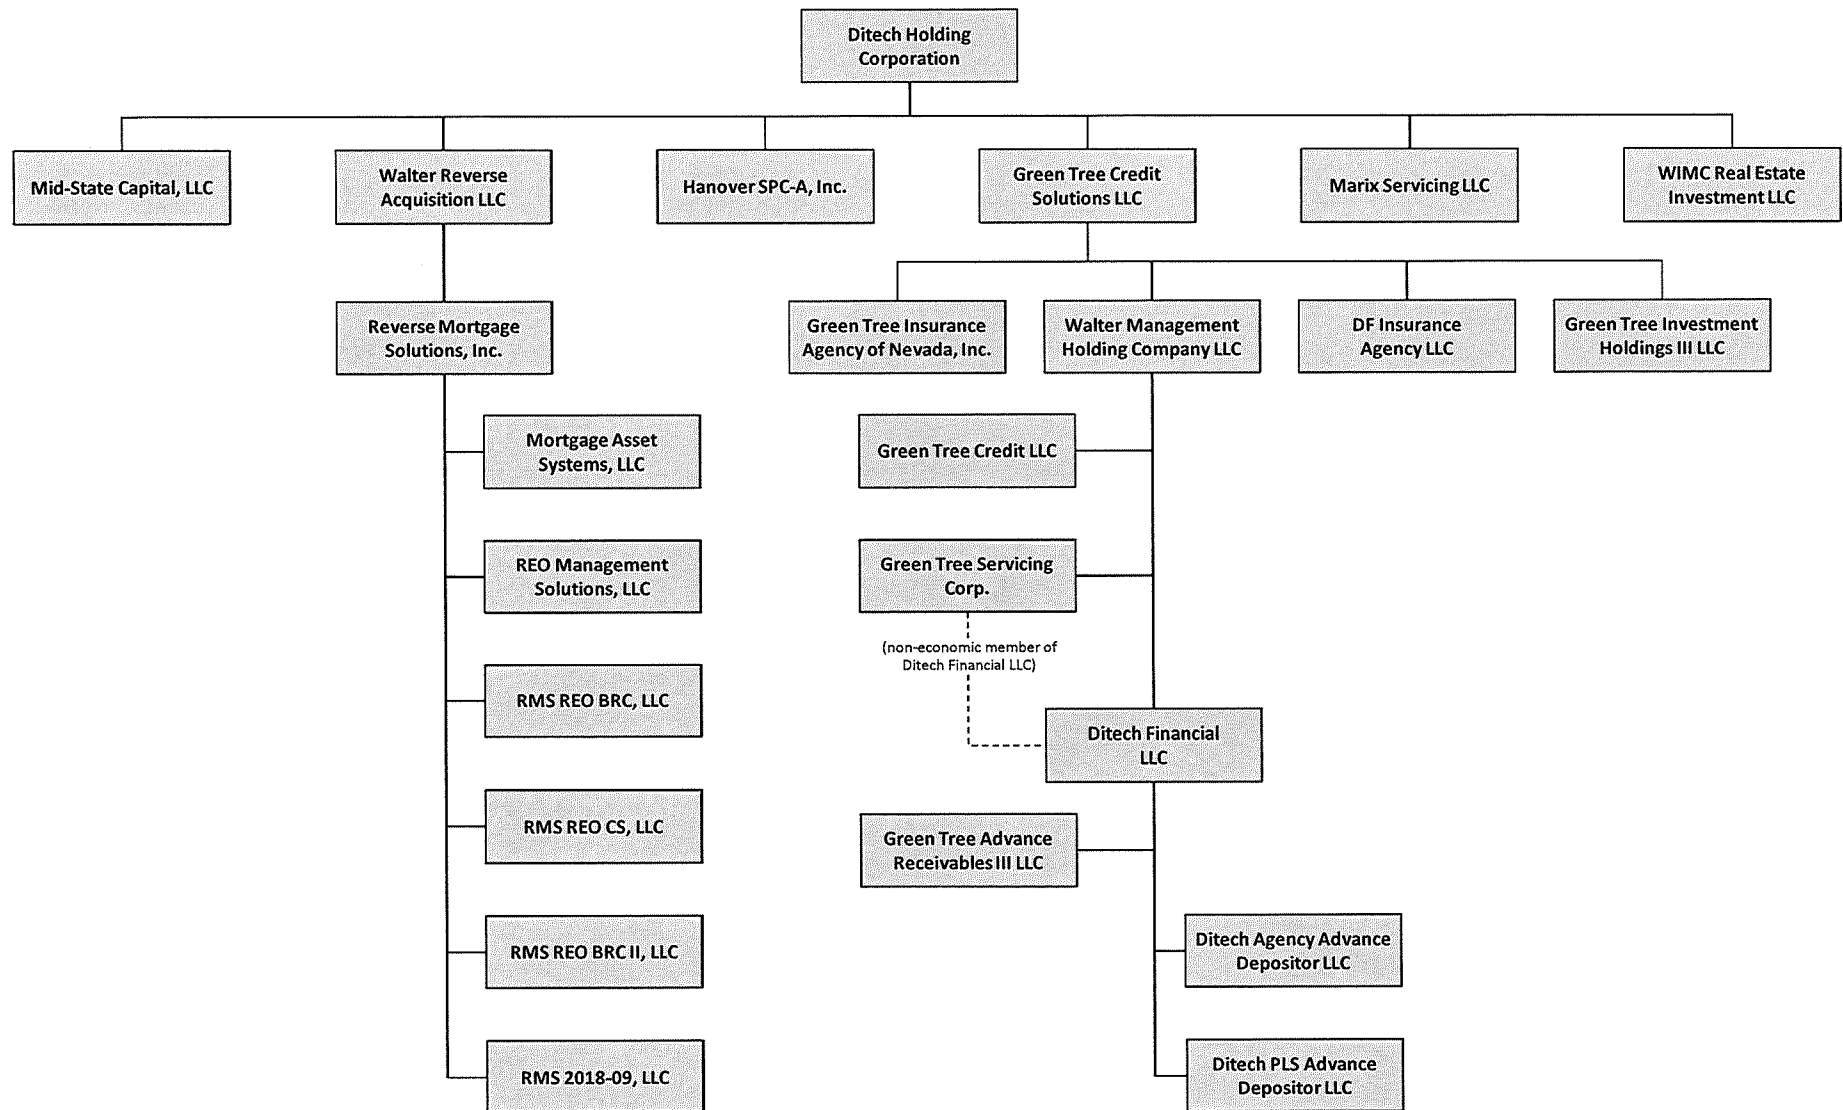 Ditech Holding
Corporation
Mid-State Capital, LLC
Walter Reverse
Acquisition LLC
Hanover SPC-A, Inc.
Green Tree Credit
Solutions LLC
Marix Servicing LLC
WIMC Real Estate
Investment LLC
Reverse Mortgage
Solutions, Inc.
Green Tree Insurance
Agency of Nevada, Inc.
Walter Management
Holding Company LLC
DF Insurance
Agency LLC
Green Tree Investment
Holdings III LLC
Mortgage Asset
Systems, LLC
Green Tree Credit LLC
REO Management
Solutions, LLC
Green Tree Servicing
Corp.
(non-economic member of
Ditech Financial LLC)
RMS REO BRC, LLC
Ditech Financial
LLC
RMS REO CS, LLC
Green Tree Advance
Receivables III LLC
RMS REO BRC II, LLC
Ditech Agency Advance
Depositor LLC
RMS 2018-09, LLC
Ditech PLS Advance
Depositor LLC